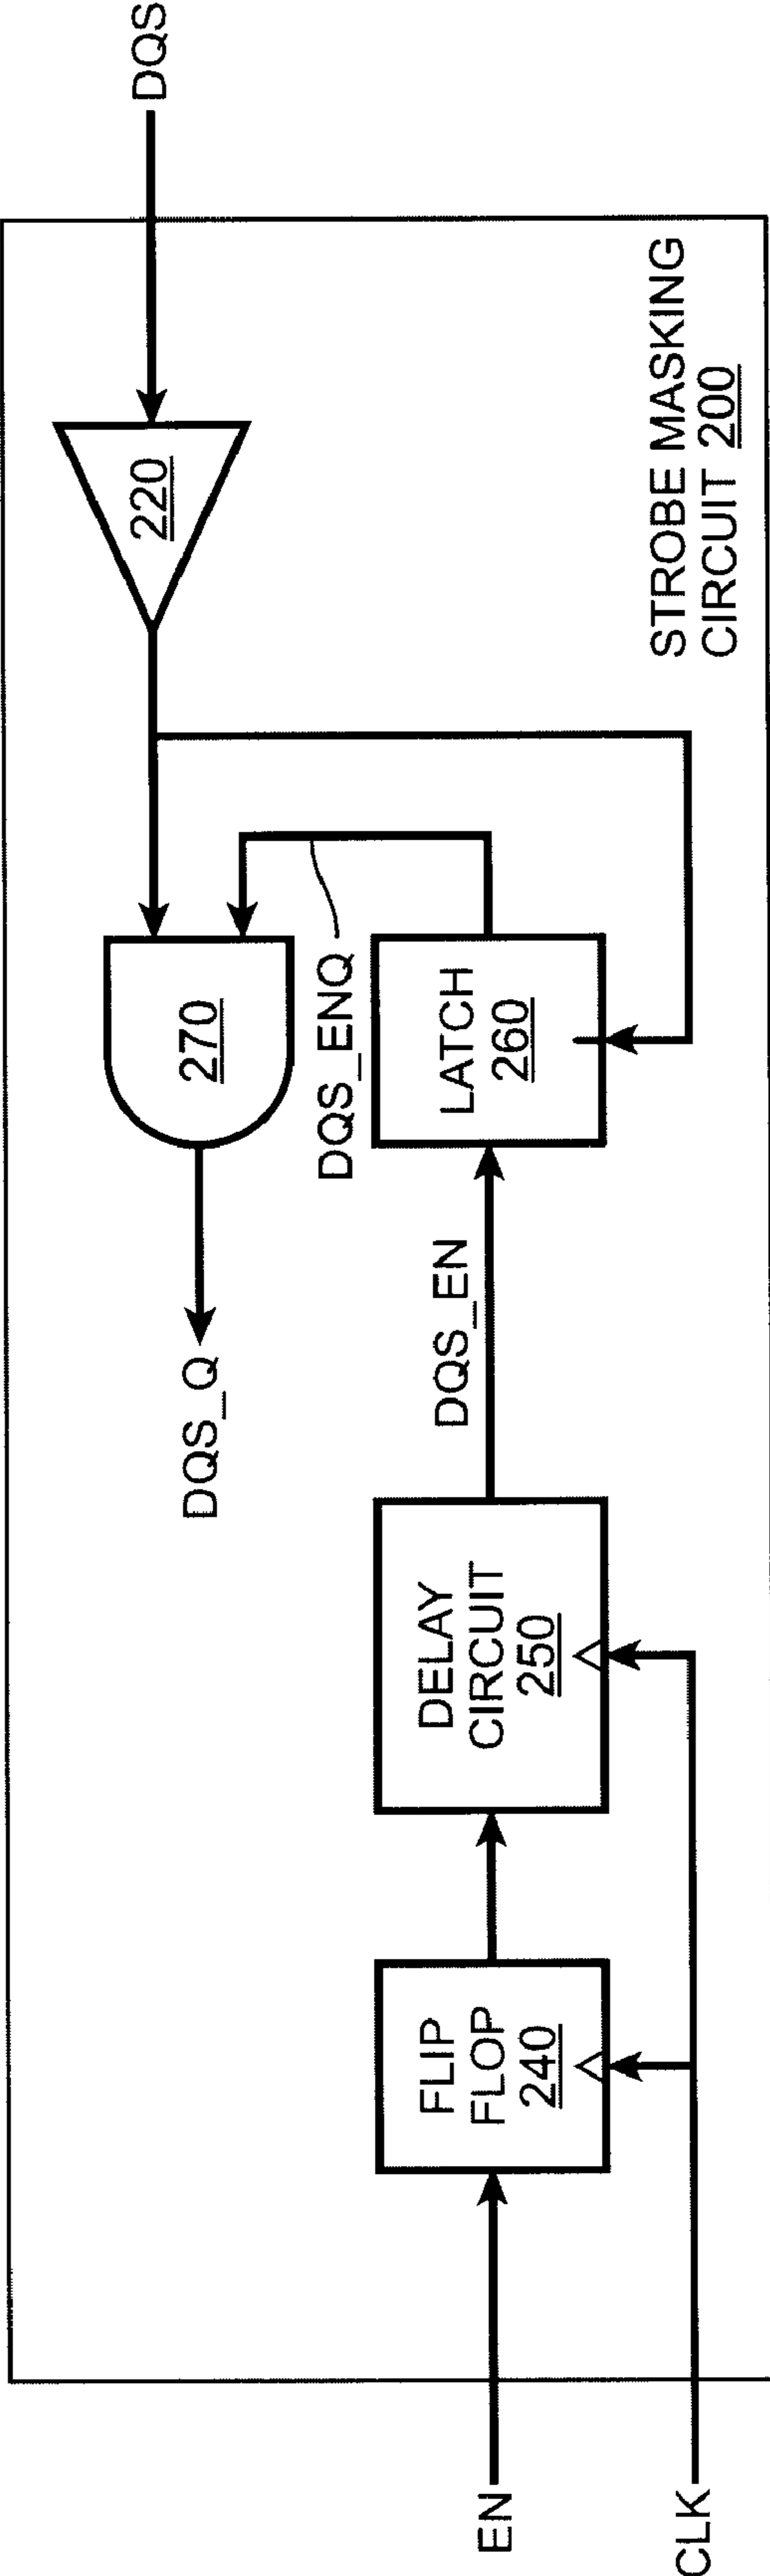 DQS
220
270
DQS_Q
DQS_ENQ
LATCH
260
DQS_EN
DELAY
CIRCUIT
250
FLIP
FLOP
240
EN
CLK
STROBE MASKING
CIRCUIT 200